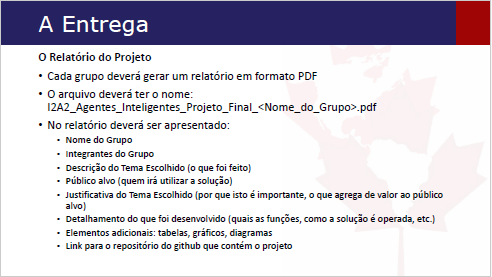 A Entrega
O Relatório do Projeto
• Cada grupo deverá gerar um relatório em formato PDF
• O arquivo deverá ter o nome:
I2A2_Agentes_Inteligentes_Projeto_Final_<Nome_do_Grupo>.pdf
• No relatório deverá ser apresentado:
• Nome do Grupo
• Integrantes do Grupo
• Descrição do Tema Escolhido (o que foi feito)
• Público alvo (quem irá utilizar a solução)
• Justificativa do Tema Escolhido (por que isto é importante, o que agrega de valor ao público
alvo)
• Detalhamento do que foi desenvolvido (quais as funções, como a solução é operada, etc.)
• Elementos adicionais: tabelas, gráficos, diagramas
• Link para o repositório do github que contém o projeto